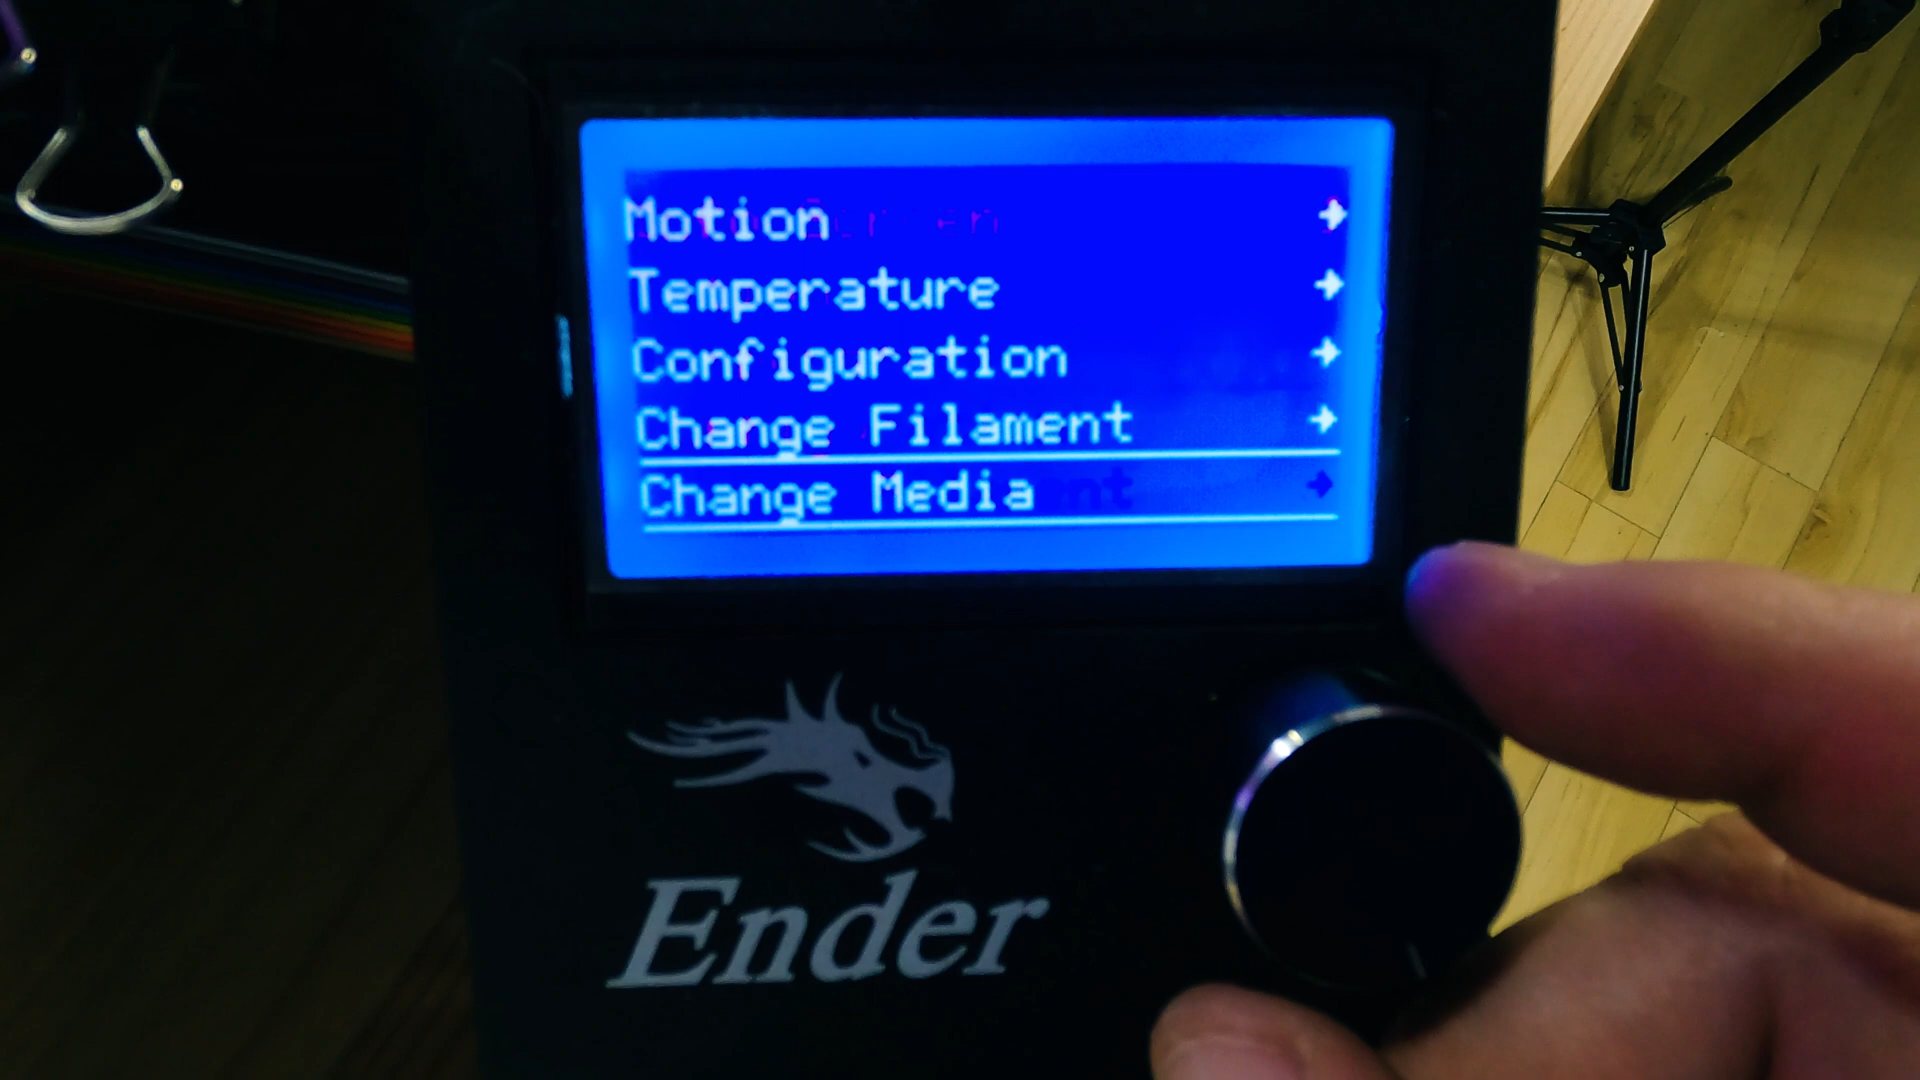 Motion
Temperature
Configuration
Change Filament
Change Media
Ender